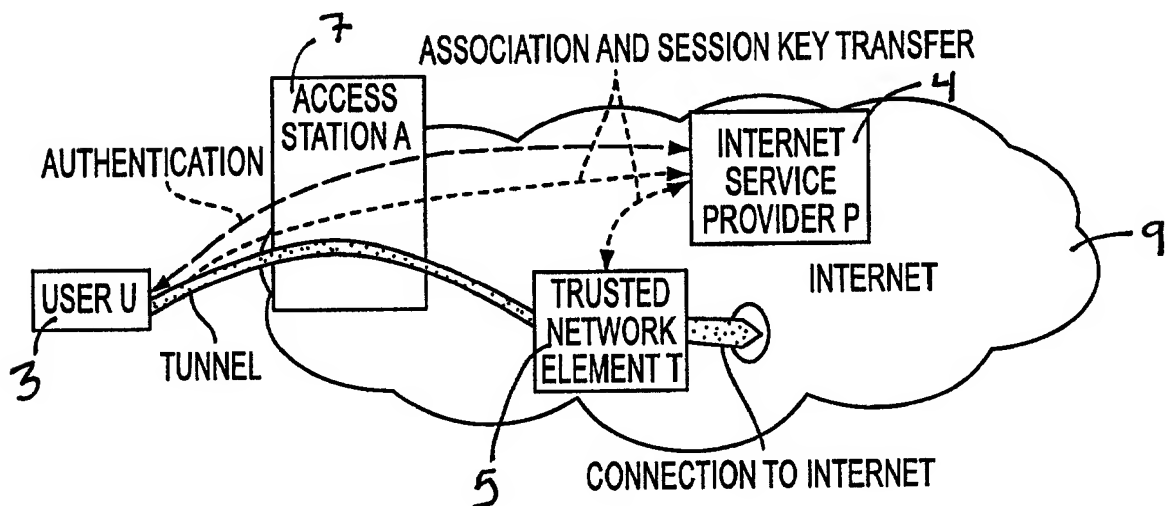 7
ASSOCIATION AND SESSION KEY TRANSFER
ACCESS
STATION A
4
AUTHENTICATION
INTERNET
SERVICE
PROVIDER P
9
INTERNET
USER U
TRUSTED
NETWORK
ELEMENT T
3
TUNNEL
5
CONNECTION TO INTERNET